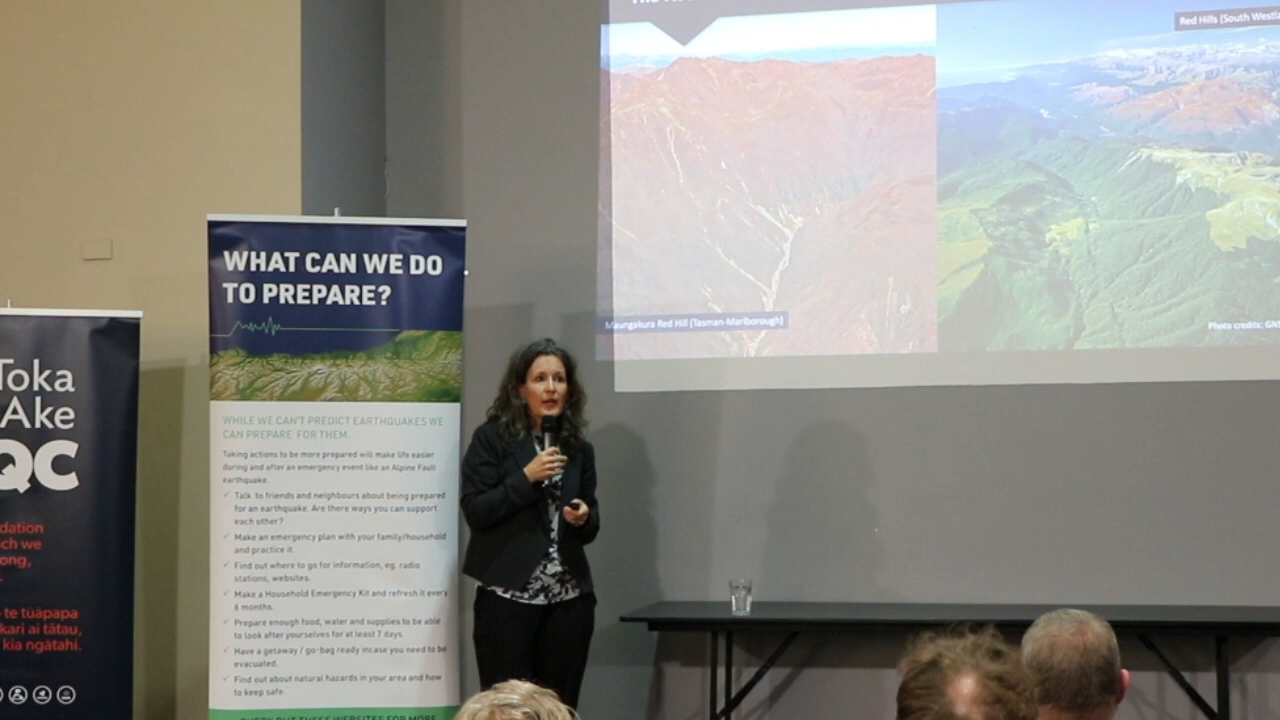 Red Hills (South Westla
Maungakura Red Hill (Tasman-Marlborough)
Photo credits: GNS
WHAT CAN WE DO
TO PREPARE?
WHILE WE CAN'T PREDICT EARTHQUAKES WE
CAN PREPARE FOR THEM.
Taking actions to be more prepared will make life easier
during and after an emergency event like an Alpine Fault
earthquake.
✓ Talk to friends and neighbours about being prepared
for an earthquake. Are there ways you can support
each other?
✓ Make an emergency plan with your family/household
and practice it.
✓ Find out where to go for information, eg. radio
stations, websites.
✓ Make a Household Emergency Kit and refresh it every
6 months.
✓ Prepare enough food, water and supplies to be able
to look after yourselves for at least 7 days.
✓ Have a getaway / go-bag ready incase you need to be
evacuated.
✓ Find out about natural hazards in your area and how
to keep safe.
CHECK OUT THESE WEBSITES FOR MORE
Toka
Ake
QC
dation
ch we
ong,
te tūāpapa
kari ai tātau,
kia ngātahi.